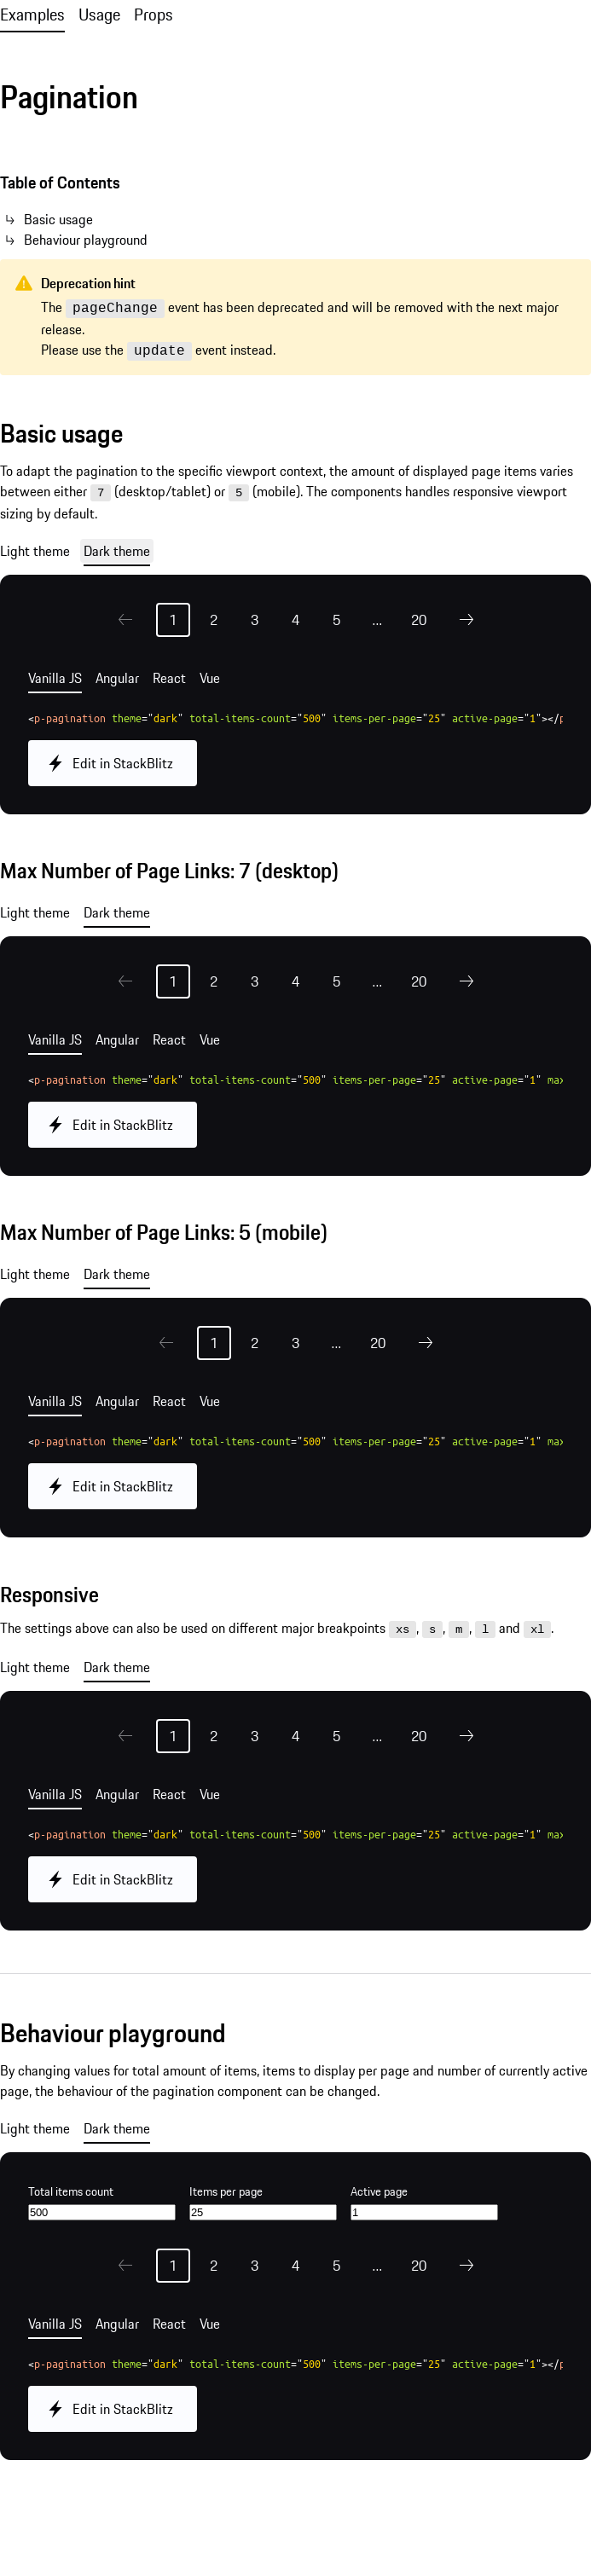 Examples Usage Props
Pagination
Table of Contents
Basic usage
Behaviour playground
Deprecation hint
The pageChange event has been deprecated and will be removed with the next major
release.
Please use the update event instead.
Basic usage
To adapt the pagination to the specific viewport context, the amount of displayed page items varies
between either 7 (desktop/tablet) or 5 (mobile). The components handles responsive viewport
sizing by default.
Light theme Dark theme
← 1 2 3 4 5 ... 20 →
Vanilla JS Angular React Vue
<p-pagination theme="dark" total-items-count="500" items-per-page="25" active-page="1"></p
Edit in StackBlitz
Max Number of Page Links: 7 (desktop)
Light theme Dark theme
← 1 2 3 4 5 ... 20 →
Vanilla JS Angular React Vue
<p-pagination theme="dark" total-items-count="500" items-per-page="25" active-page="1" max
Edit in StackBlitz
Max Number of Page Links: 5 (mobile)
Light theme Dark theme
← 1 2 3 ... 20 →
Vanilla JS Angular React Vue
<p-pagination theme="dark" total-items-count="500" items-per-page="25" active-page="1" max
Edit in StackBlitz
Responsive
The settings above can also be used on different major breakpoints xs, s, m, l and xl.
Light theme Dark theme
← 1 2 3 4 5 ... 20 →
Vanilla JS Angular React Vue
<p-pagination theme="dark" total-items-count="500" items-per-page="25" active-page="1" max
Edit in StackBlitz
Behaviour playground
By changing values for total amount of items, items to display per page and number of currently active
page, the behaviour of the pagination component can be changed.
Light theme Dark theme
Total items count Items per page Active page
500 25 1
← 1 2 3 4 5 ... 20 →
Vanilla JS Angular React Vue
<p-pagination theme="dark" total-items-count="500" items-per-page="25" active-page="1"></p
Edit in StackBlitz